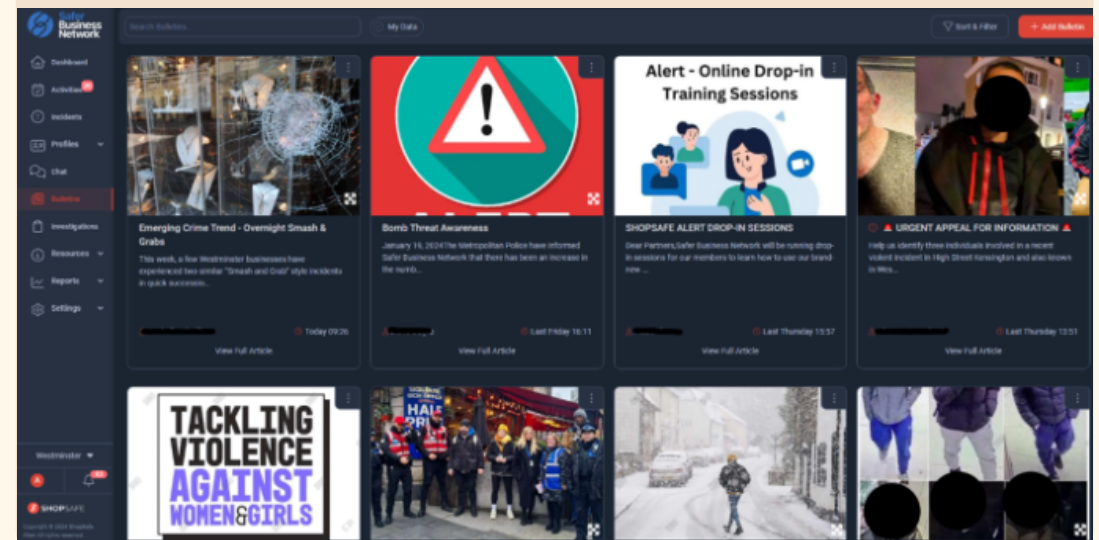 Safer
Business
Network
Search Bulletins...
My Data
Sort & Filter
+ Add Bulletin
Dashboard
Activities
Incidents
Profiles
Chat
Bulletins
Investigations
Resources
Reports
Settings
Westminster
SHOPSAFE
Alert - Online Drop-in
Training Sessions
Emerging Crime Trend - Overnight Smash &
Grabs
This week, a few Westminster businesses have
experienced two similar "Smash and Grab" style incidents
in quick successio...
Today 09:26
View Full Article
Bomb Threat Awareness
January 19, 2024The Metropolitan Police have informed
Safer Business Network that there has been an increase in
the numb...
Last Friday 16:11
View Full Article
SHOPSAFE ALERT DROP-IN SESSIONS
Dear Partners,Safer Business Network will be running drop-
in sessions for our members to learn how to use our brand-
new ...
Last Thursday 15:37
View Full Article
URGENT APPEAL FOR INFORMATION
Help us identify three individuals involved in a recent
violent incident in High Street Kensington and also known
in Wes...
Last Thursday 12:51
View Full Article
TACKLING
VIOLENCE
AGAINST
WOMEN&GIRLS
HALF